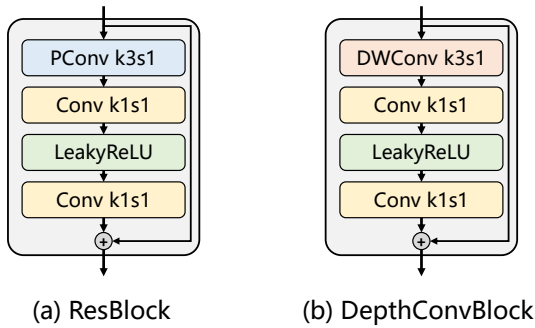 PConv k3s1
Conv k1s1
LeakyReLU
Conv k1s1
+
(a) ResBlock
DWConv k3s1
Conv k1s1
LeakyReLU
Conv k1s1
+
(b) DepthConvBlock